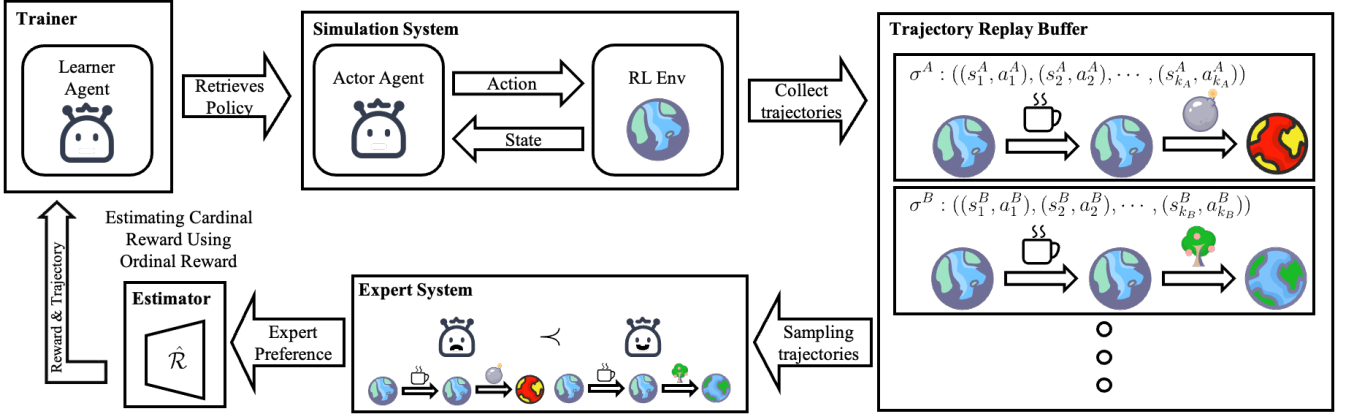 Trainer
Learner
Agent
Retrieves
Policy
Simulation System
Actor Agent
Action
State
RL Env
Collect
trajectories
Trajectory Replay Buffer
σ^A : ((s_1^A, a_1^A), (s_2^A, a_2^A), ⋯ , (s_{k_A}^A, a_{k_A}^A))
σ^B : ((s_1^B, a_1^B), (s_2^B, a_2^B), ⋯ , (s_{k_B}^B, a_{k_B}^B))
Sampling
trajectories
Expert System
≺
Expert
Preference
Estimating Cardinal
Reward Using
Ordinal Reward
Estimator
R̂
Reward & Trajectory